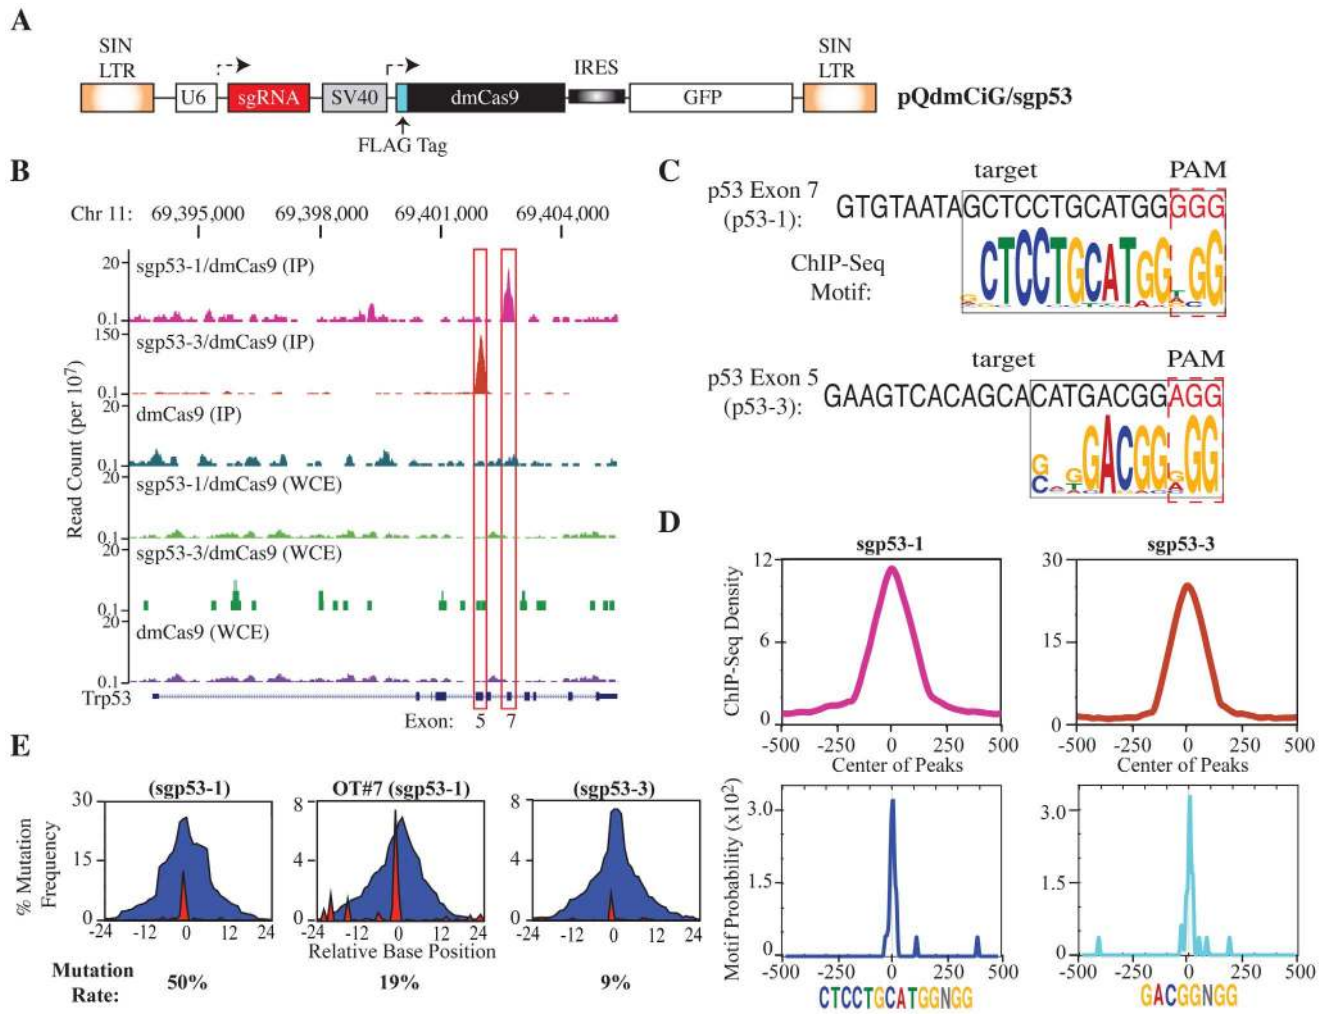 A
SIN
LTR
U6
sgRNA
SV40
dmCas9
IRES
GFP
SIN
LTR
pQdmCiG/sgp53
FLAG Tag
B
Chr 11: 69,395,000 69,398,000 69,401,000 69,404,000
Read Count (per 10⁷)
20
sgp53-1/dmCas9 (IP)
0.1
150
sgp53-3/dmCas9 (IP)
0.1
20
dmCas9 (IP)
0.1
20
sgp53-1/dmCas9 (WCE)
0.1
20
sgp53-3/dmCas9 (WCE)
0.1
20
dmCas9 (WCE)
0.1
Trp53
Exon: 5 7
C
target PAM
p53 Exon 7
(p53-1):
GTGTAATAGCTCCTGCATGGGGG
ChIP-Seq
Motif:
CTCCTGCATGG GG
target PAM
p53 Exon 5
(p53-3):
GAAGTCACAGCACATGACGGAGG
GACGG GG
D
sgp53-1
ChIP-Seq Density
12
6
0
-500 -250 0 250 500
Center of Peaks
sgp53-3
30
15
0
-500 -250 0 250 500
Center of Peaks
Motif Probability (x10²)
3.0
1.5
0
-500 -250 0 250 500
CTCCTGCATGGNGG
3.0
1.5
0
-500 -250 0 250 500
GACGGNGG
E
(sgp53-1)
% Mutation
Frequency
30
15
0
-24 -12 0 12 24
OT#7 (sgp53-1)
8
4
0
-24 -12 0 12 24
(sgp53-3)
8
4
0
-24 -12 0 12 24
Relative Base Position
Mutation
Rate:
50% 19% 9%